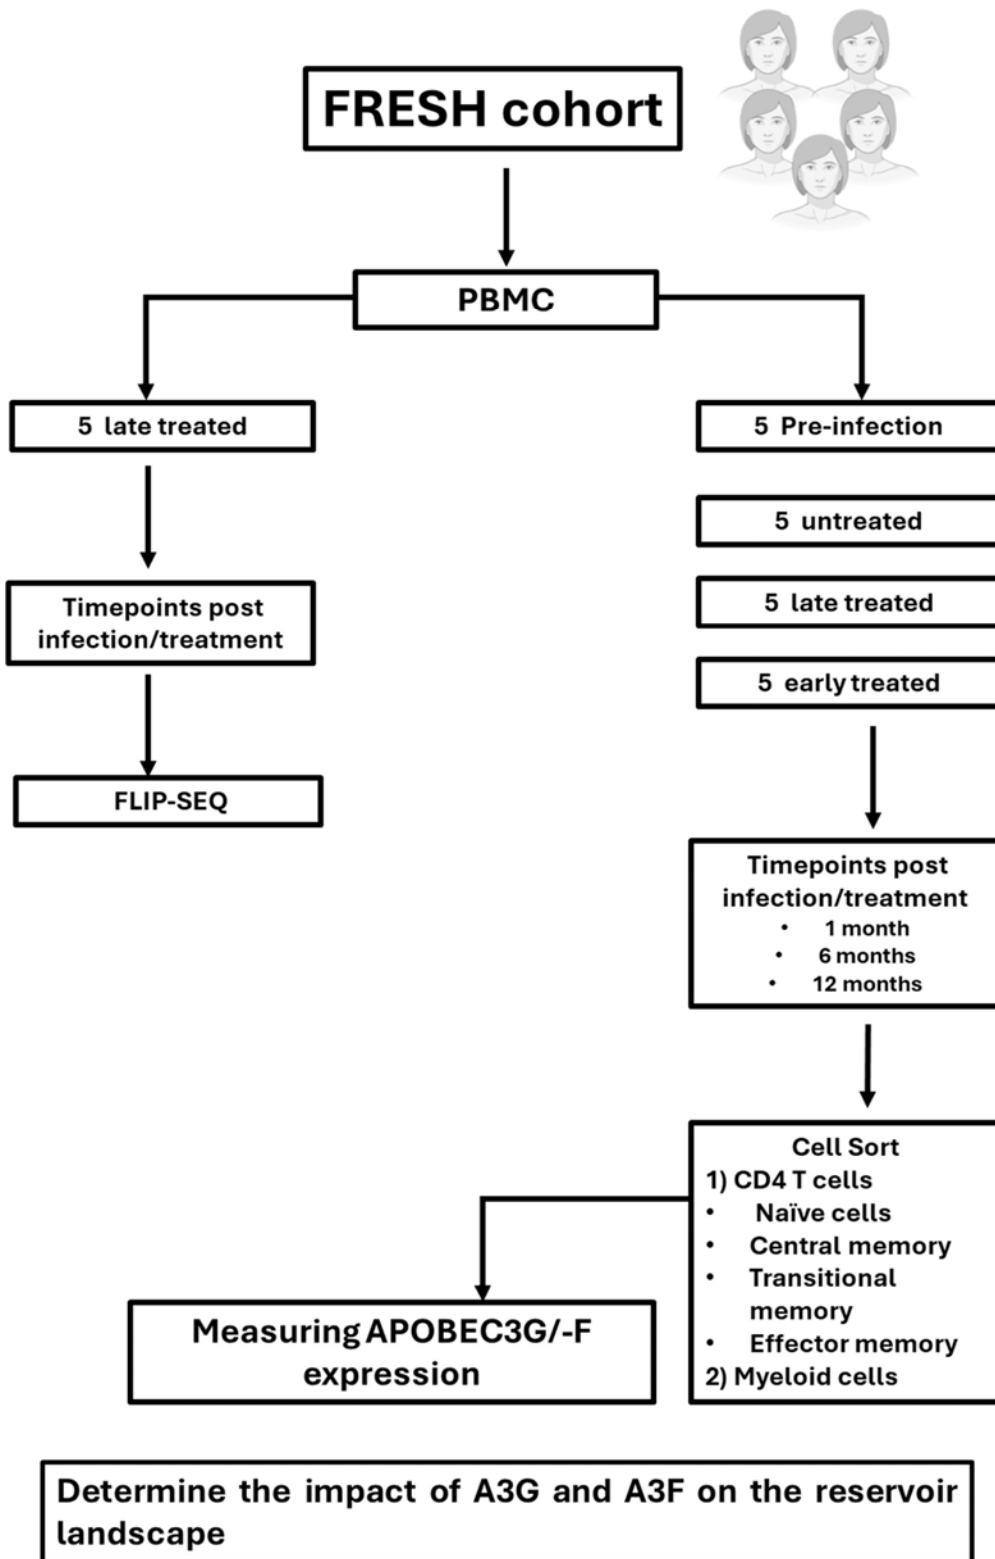 FRESH cohort
PBMC
5 late treated
Timepoints post
infection/treatment
FLIP-SEQ
5 Pre-infection
5 untreated
5 late treated
5 early treated
Timepoints post
infection/treatment
• 1 month
• 6 months
• 12 months
Cell Sort
1) CD4 T cells
• Naïve cells
• Central memory
• Transitional
memory
• Effector memory
2) Myeloid cells
Measuring APOBEC3G/-F
expression
Determine the impact of A3G and A3F on the reservoir
landscape